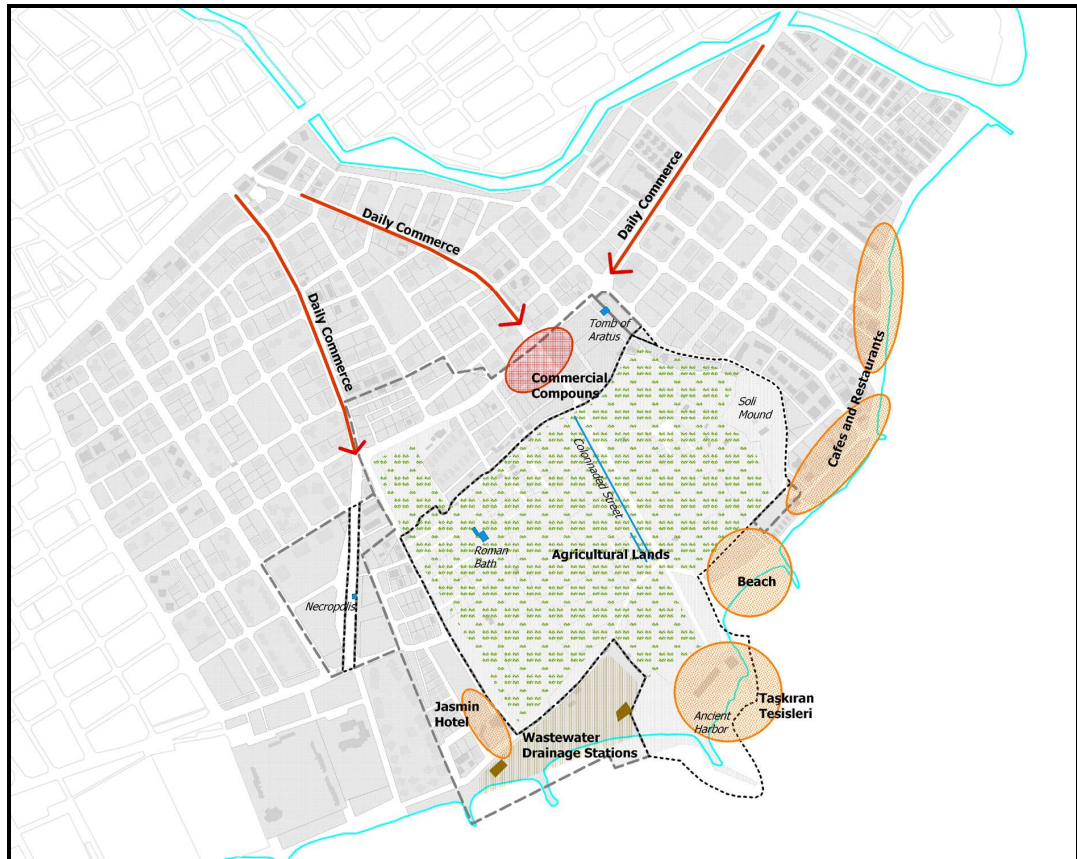 Daily Commerce
Daily Commerce
Daily Commerce
Tomb of
Aratus
Commercial
Compouns
Soli
Mound
Cafes and Restaurants
Colonnaded Street
Roman
Bath
Agricultural Lands
Beach
Necropolis
Jasmin
Hotel
Wastewater
Drainage Stations
Ancient
Harbor
Taşkıran
Tesisleri